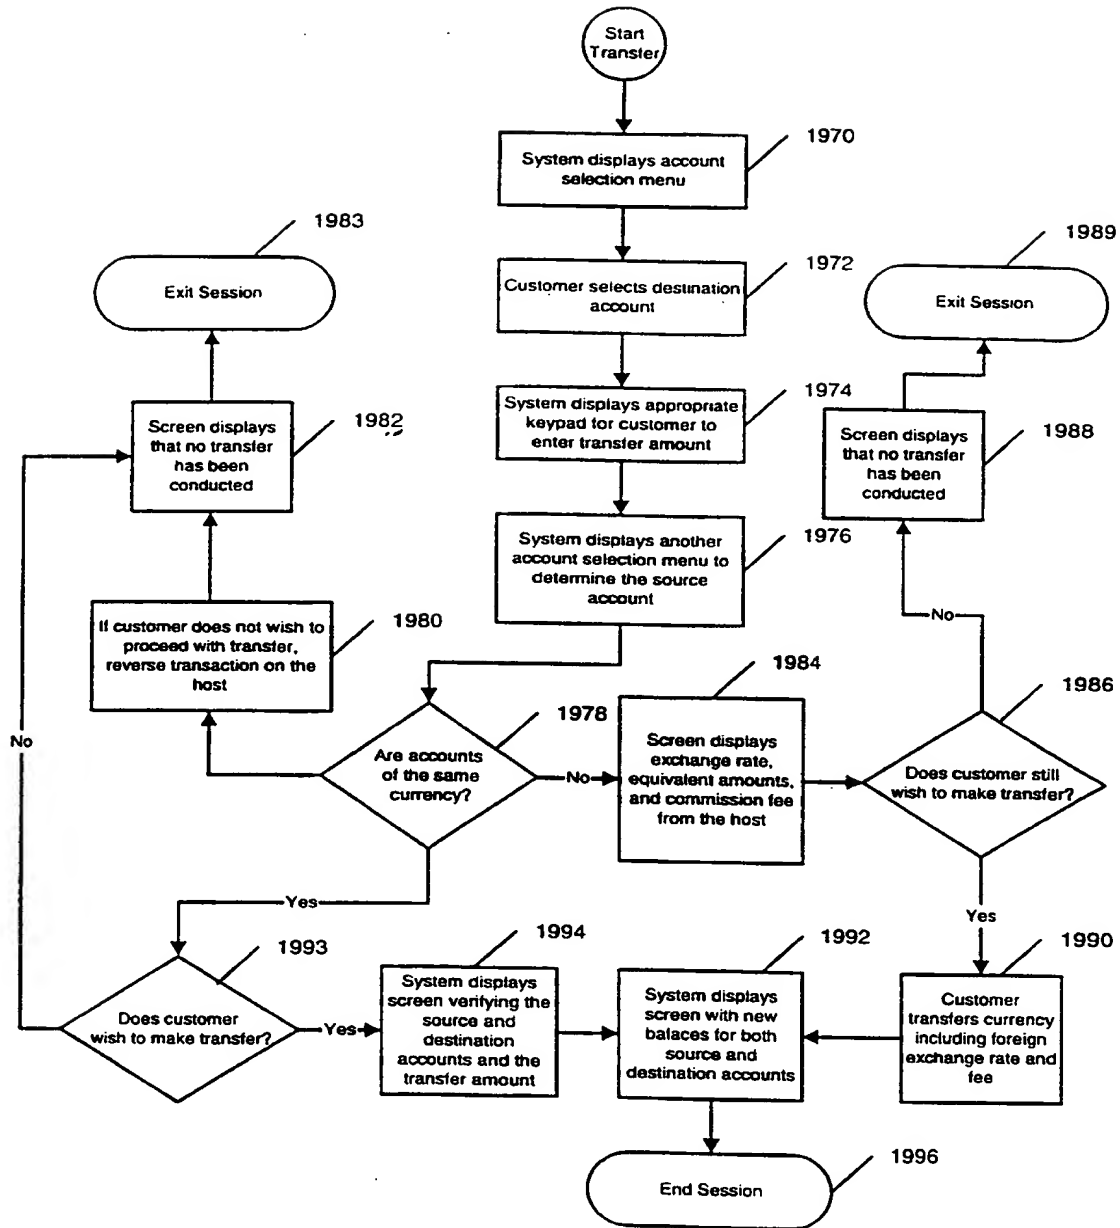 Start
Transfer
1970
System displays account
selection menu
1983
Exit Session
1972
Customer selects destination
account
1989
Exit Session
1974
System displays appropriate
keypad for customer to
enter transfer amount
1982
Screen displays
that no transfer
has been
conducted
1988
Screen displays
that no transfer
has been
conducted
1976
System displays another
account selection menu to
determine the source
account
1980
If customer does not wish to
proceed with transfer,
reverse transaction on the
host
No
1984
Screen displays
exchange rate,
equivalent amounts,
and commission fee
from the host
1986
Does customer still
wish to make transfer?
1978
Are accounts
of the same
currency?
No
No
Yes
Yes
1993
Does customer
wish to make transfer?
Yes
1994
System displays
screen verifying the
source and
destination
accounts and the
transfer amount
1992
System displays
screen with new
balaces for both
source and
destination accounts
1990
Customer
transfers currency
including foreign
exchange rate and
fee
1996
End Session